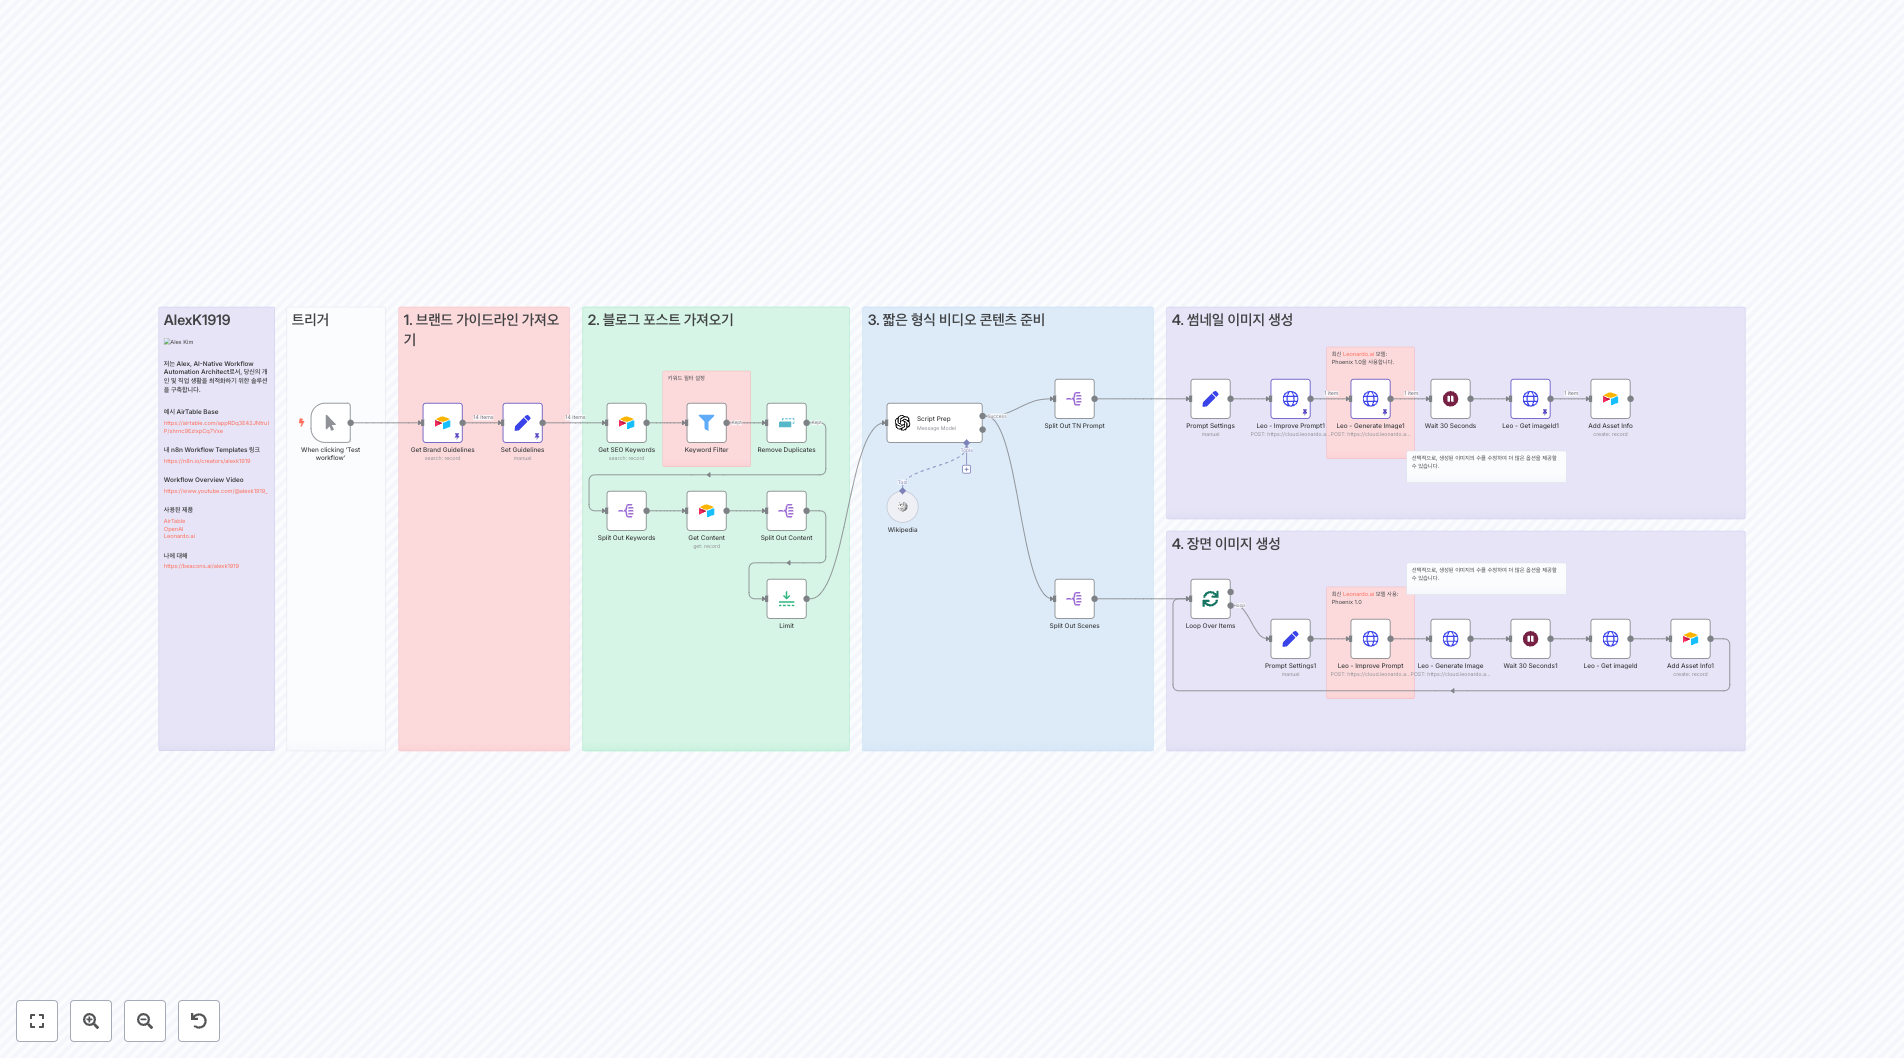 AlexK1919
Alex Kim
저는 Alex, AI-Native Workflow
Automation Architect로서, 당신의 개
인 및 직업 생활을 최적화하기 위한 솔루션
을 구축합니다.
예시 AirTable Base
내 n8n Workflow Templates 링크
https://n8n.io/creators/alexk1919
Workflow Overview Video
https://www.youtube.com/@alexk1919_
사용된 제품
AirTable
OpenAI
Leonardo.ai
나에 대해
https://beacons.ai/alexk1919
트리거
When clicking ‘Test
workflow’
1. 브랜드 가이드라인 가져오
기
14 items
14 items
Get Brand Guidelines
search: record
Set Guidelines
manual
2. 블로그 포스트 가져오기
키워드 필터 설정
Get SEO Keywords
search: record
Keyword Filter
Remove Duplicates
Split Out Keywords
Get Content
get: record
Split Out Content
Limit
3. 짧은 형식 비디오 콘텐츠 준비
Script Prep
Message Model
Success
Tools
Tool
Wikipedia
Split Out TN Prompt
Split Out Scenes
4. 썸네일 이미지 생성
최신 Leonardo.ai 모델:
Phoenix 1.0을 사용합니다.
1 item
1 item
1 item
Prompt Settings
manual
Leo - Improve Prompt1
POST: https://cloud.leonardo.a...
Leo - Generate Image1
POST: https://cloud.leonardo.a...
Wait 30 Seconds
Leo - Get imageId1
Add Asset Info
create: record
선택적으로, 생성된 이미지의 수를 수정하여 더 많은 옵션을 제공할
수 있습니다.
4. 장면 이미지 생성
선택적으로, 생성된 이미지의 수를 수정하여 더 많은 옵션을 제공할
수 있습니다.
최신 Leonardo.ai 모델 사용:
Phoenix 1.0
loop
Loop Over Items
Prompt Settings1
manual
Leo - Improve Prompt
POST: https://cloud.leonardo.a...
Leo - Generate Image
POST: https://cloud.leonardo.a...
Wait 30 Seconds1
Leo - Get imageId
Add Asset Info1
create: record